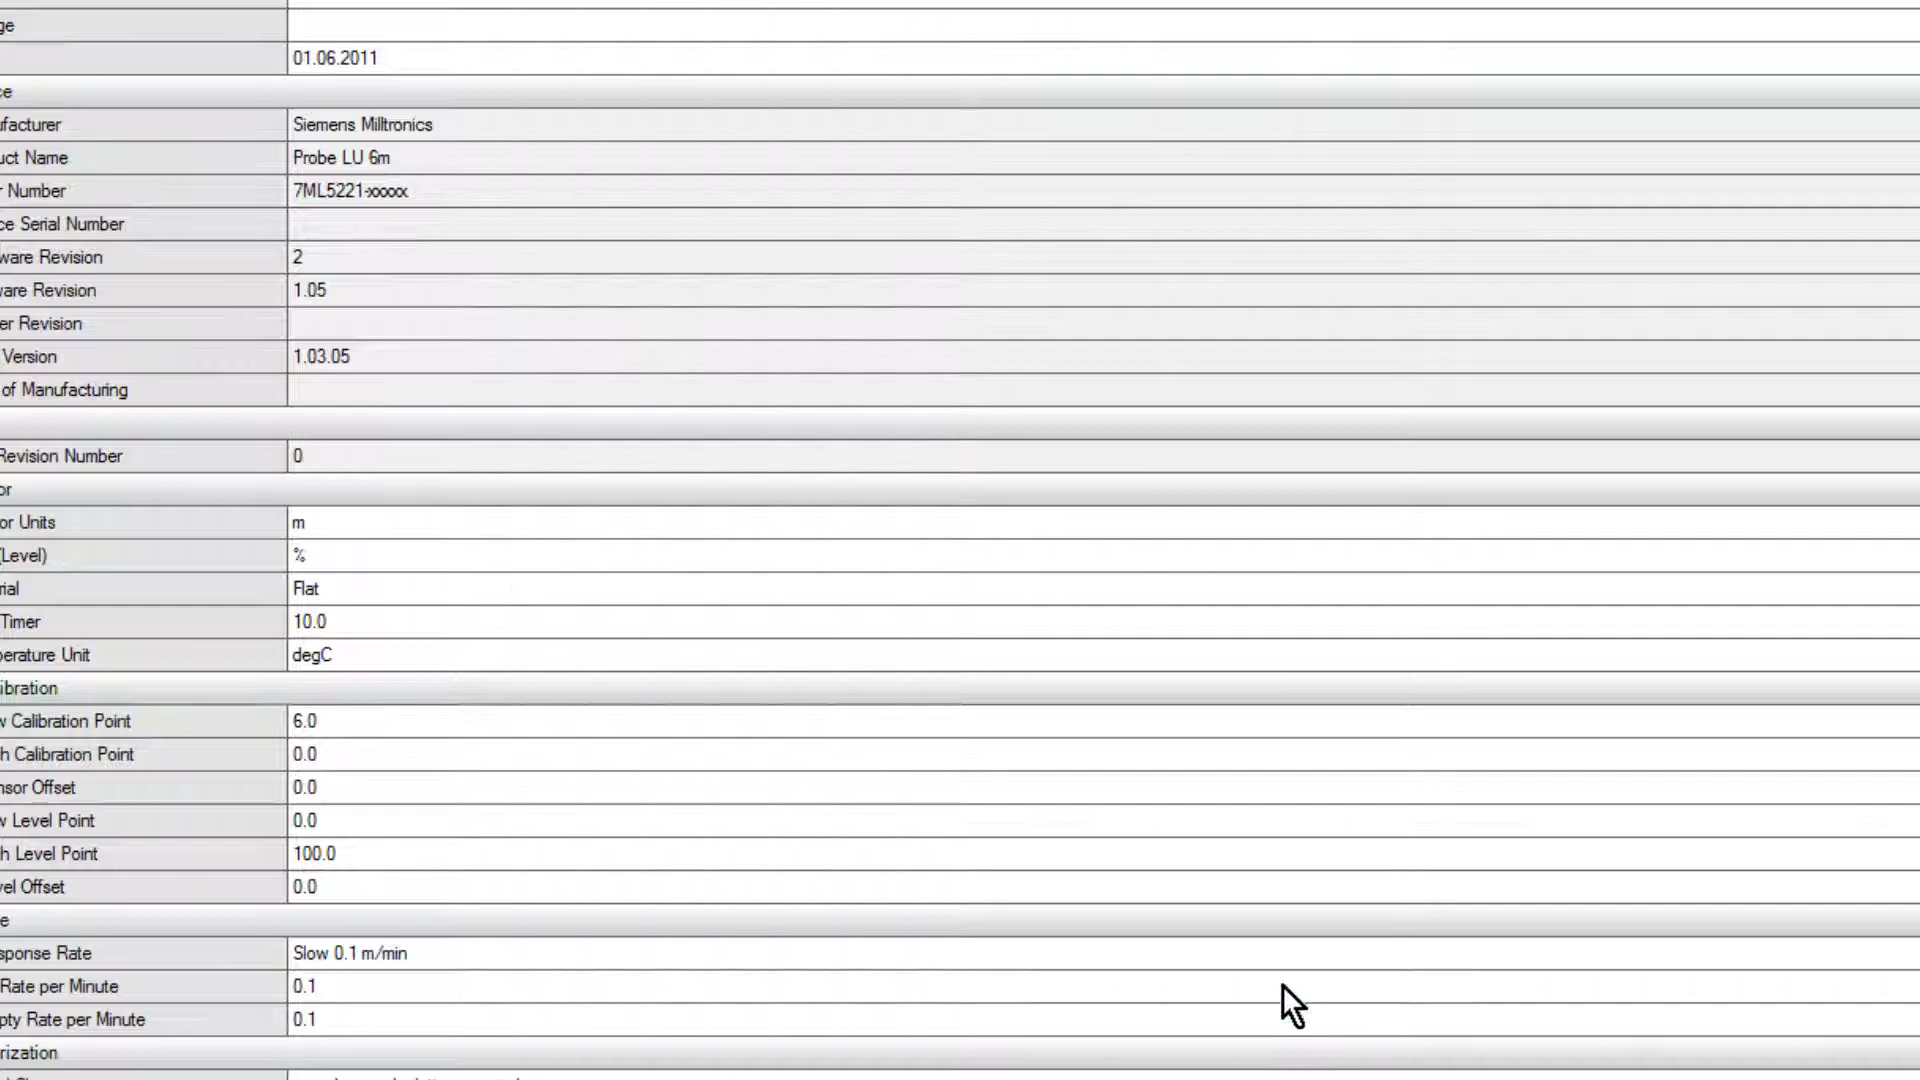 ge
01.06.2011
ce
ufacturer Siemens Milltronics
uct Name Probe LU 6m
r Number 7ML5221-xxxxx
ce Serial Number
ware Revision 2
ware Revision 1.05
er Revision
Version 1.03.05
of Manufacturing
Revision Number 0
or
or Units m
(Level) %
rial Flat
Timer 10.0
perature Unit degC
ibration
w Calibration Point 6.0
h Calibration Point 0.0
nsor Offset 0.0
w Level Point 0.0
h Level Point 100.0
vel Offset 0.0
e
sponse Rate Slow 0.1 m/min
Rate per Minute 0.1
pty Rate per Minute 0.1
rization